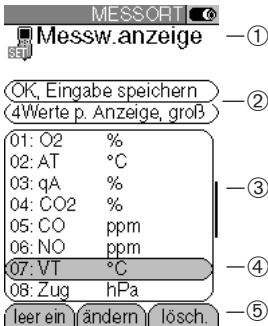 MESSORT
Messw.anzeige ①
SET
OK, Eingabe speichern
4Werte p. Anzeige, groß ②
01: O2 %
02: AT °C
03: qA %
04: CO2 % ③
05: CO ppm
06: NO ppm
07: VT °C ④
08: Zug hPa
leer ein ändern lösch. ⑤